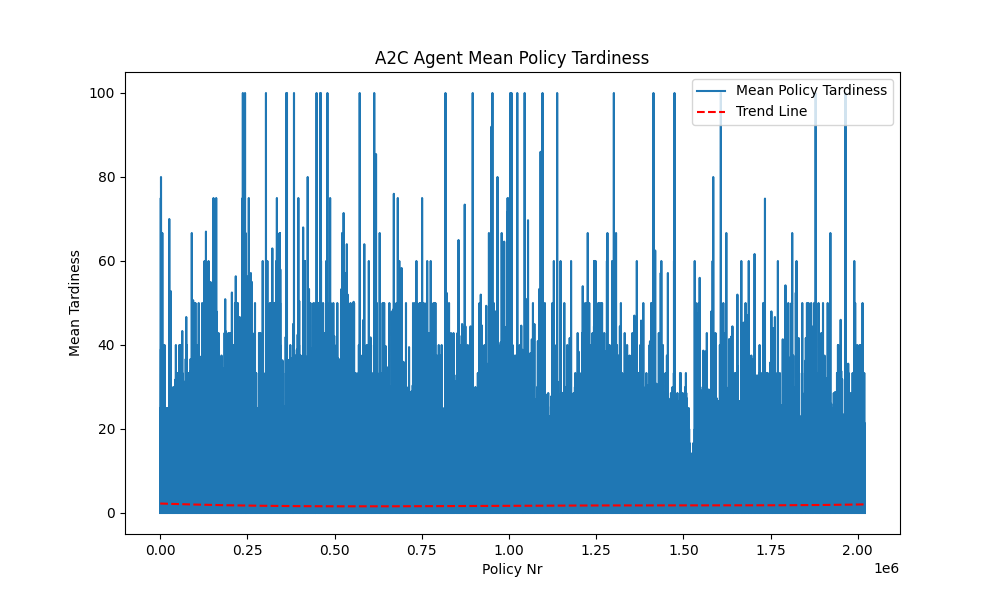 A2C Agent Mean Policy Tardiness
Mean Policy Tardiness
Trend Line
Mean Tardiness
100
80
60
40
20
0
0.00 0.25 0.50 0.75 1.00 1.25 1.50 1.75 2.00
1e6
Policy Nr